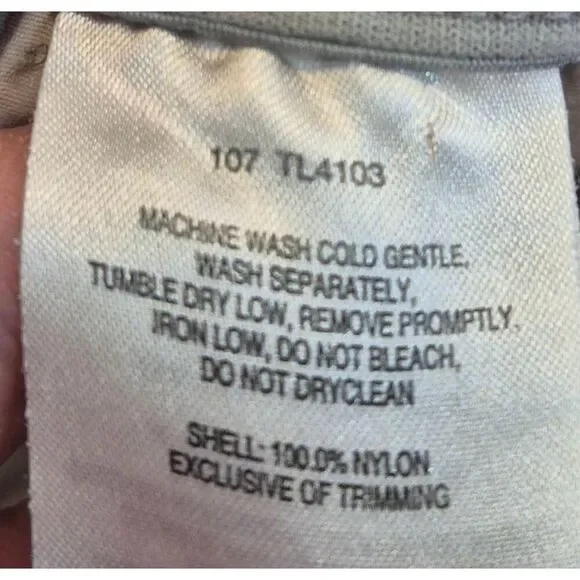 107 TL4103
MACHINE WASH COLD GENTLE,
WASH SEPARATELY,
TUMBLE DRY LOW, REMOVE PROMPTLY.
IRON LOW, DO NOT BLEACH,
DO NOT DRYCLEAN
SHELL: 100.0% NYLON
EXCLUSIVE OF TRIMMING